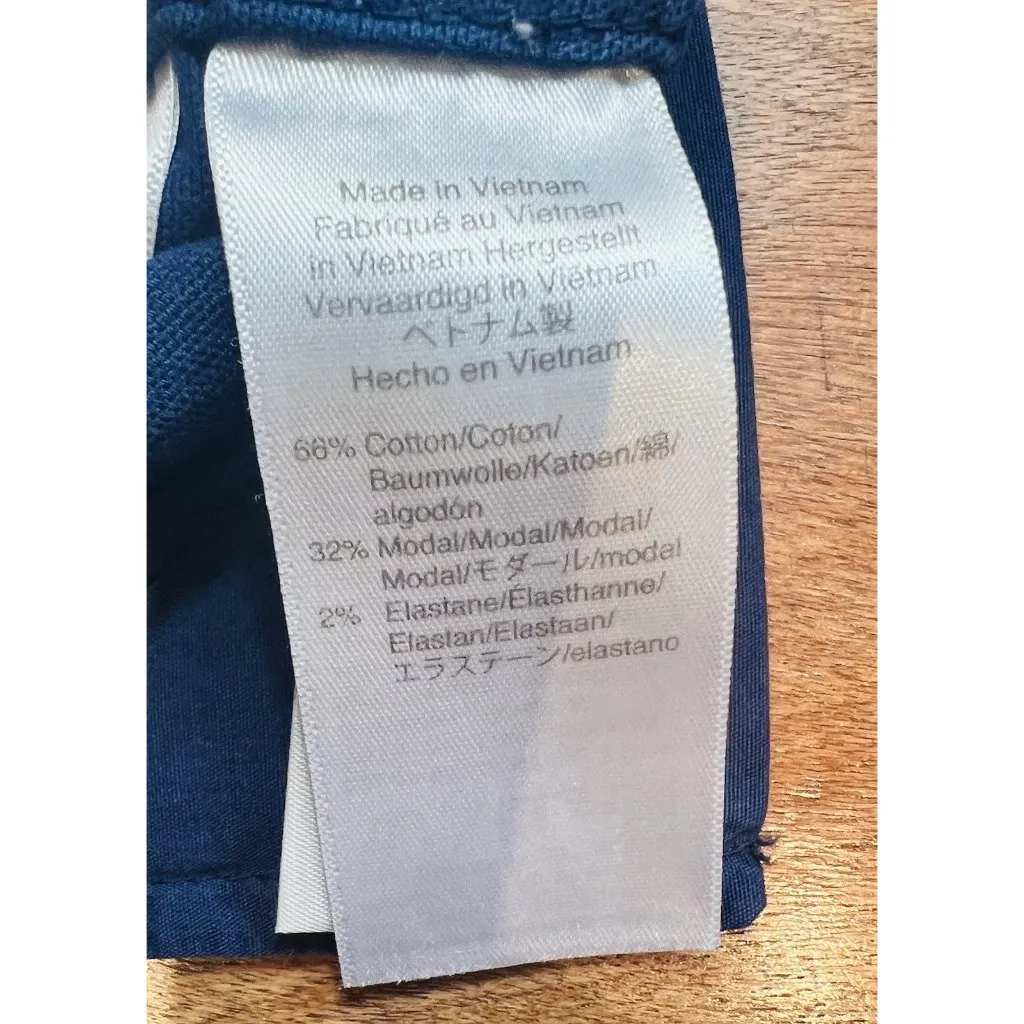 Made in Vietnam
Fabriqué au Vietnam
in Vietnam Hergestellt
Vervaardigd in Viëtnam
ベトナム製
Hecho en Vietnam
66% Cotton/Coton/
Baumwolle/Katoen/綿/
algodón
32% Modal/Modal/Modal/
Modal/モダール/modal
2% Elastane/Élasthanne/
Elastan/Elastaan/
エラステーン/elastano